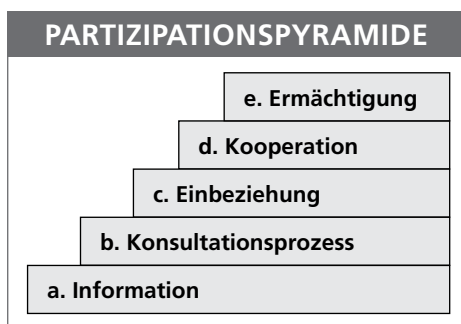 PARTIZIPATIONSPYRAMIDE
e. Ermächtigung
d. Kooperation
c. Einbeziehung
b. Konsultationsprozess
a. Information